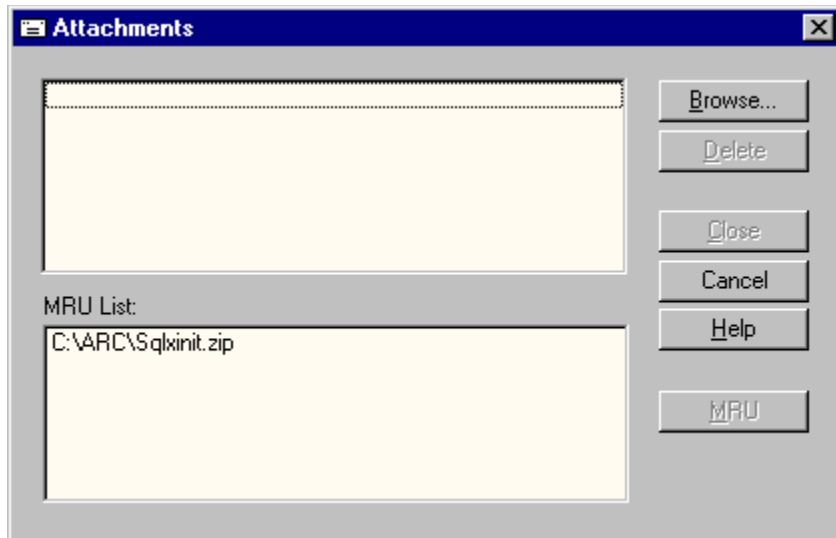 Attachments
Browse...
Delete
Close
Cancel
MRU List:
Help
C:\ARC\Sqlxinit.zip
MRU